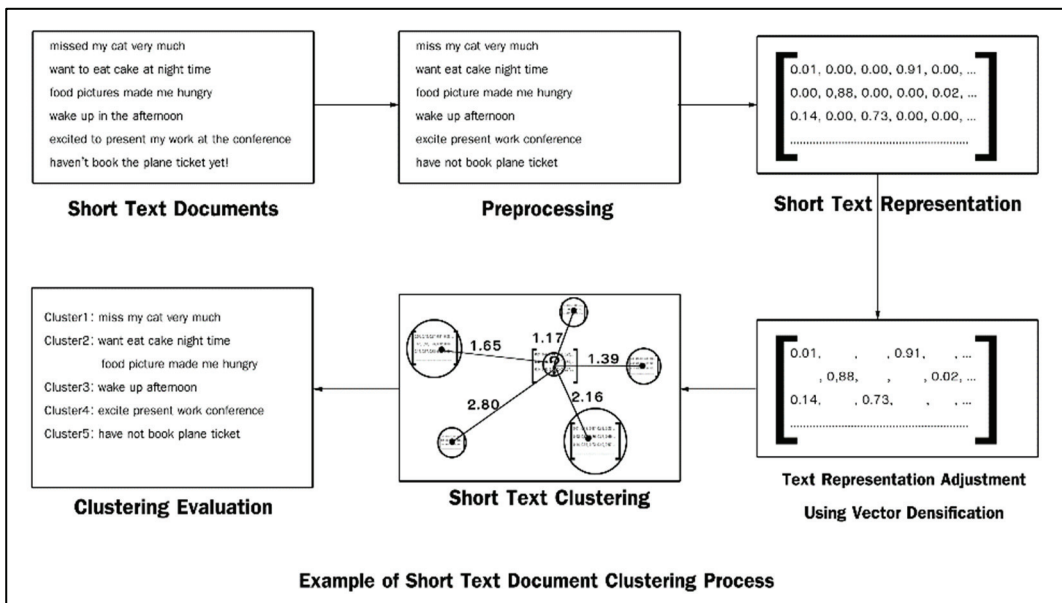 missed my cat very much
want to eat cake at night time
food pictures made me hungry
wake up in the afternoon
excited to present my work at the conference
haven't book the plane ticket yet!
Short Text Documents
miss my cat very much
want eat cake night time
food picture made me hungry
wake up afternoon
excite present work conference
have not book plane ticket
Preprocessing
0.01, 0.00, 0.00, 0.91, 0.00, ...
0.00, 0,88, 0.00, 0.00, 0.02, ...
0.14, 0.00, 0.73, 0.00, 0.00, ...
Short Text Representation
0.01, , , 0.91, , ...
, 0,88, , , 0.02, ...
0.14, , 0.73, , , ...
Text Representation Adjustment
Using Vector Densification
1.17
1.65
1.39
2.16
2.80
?
Short Text Clustering
Cluster1: miss my cat very much
Cluster2: want eat cake night time
food picture made me hungry
Cluster3: wake up afternoon
Cluster4: excite present work conference
Cluster5: have not book plane ticket
Clustering Evaluation
Example of Short Text Document Clustering Process